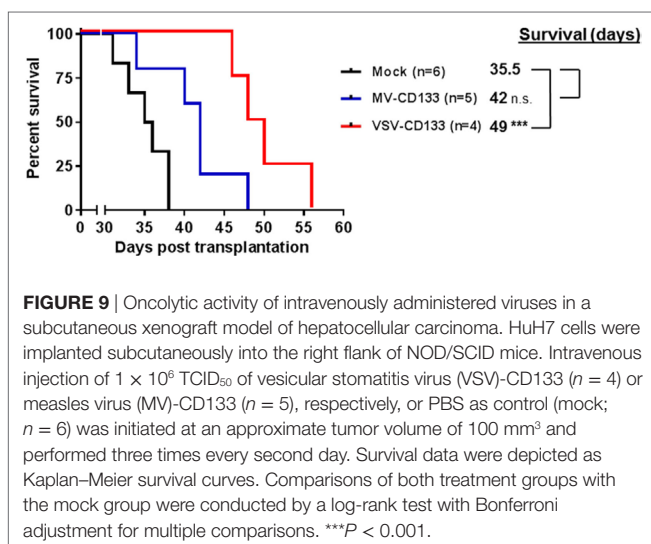 Survival (days)
100
75
50
25
0
Percent survival
0 30 35 40 45 50 55 60
Days post transplantation
Mock (n=6) 35.5
MV-CD133 (n=5) 42 n.s.
VSV-CD133 (n=4) 49 ***
FIGURE 9 | Oncolytic activity of intravenously administered viruses in a
subcutaneous xenograft model of hepatocellular carcinoma. HuH7 cells were
implanted subcutaneously into the right flank of NOD/SCID mice. Intravenous
injection of 1 × 10⁶ TCID₅₀ of vesicular stomatitis virus (VSV)-CD133 (n = 4) or
measles virus (MV)-CD133 (n = 5), respectively, or PBS as control (mock;
n = 6) was initiated at an approximate tumor volume of 100 mm³ and
performed three times every second day. Survival data were depicted as
Kaplan–Meier survival curves. Comparisons of both treatment groups with
the mock group were conducted by a log-rank test with Bonferroni
adjustment for multiple comparisons. ***P < 0.001.